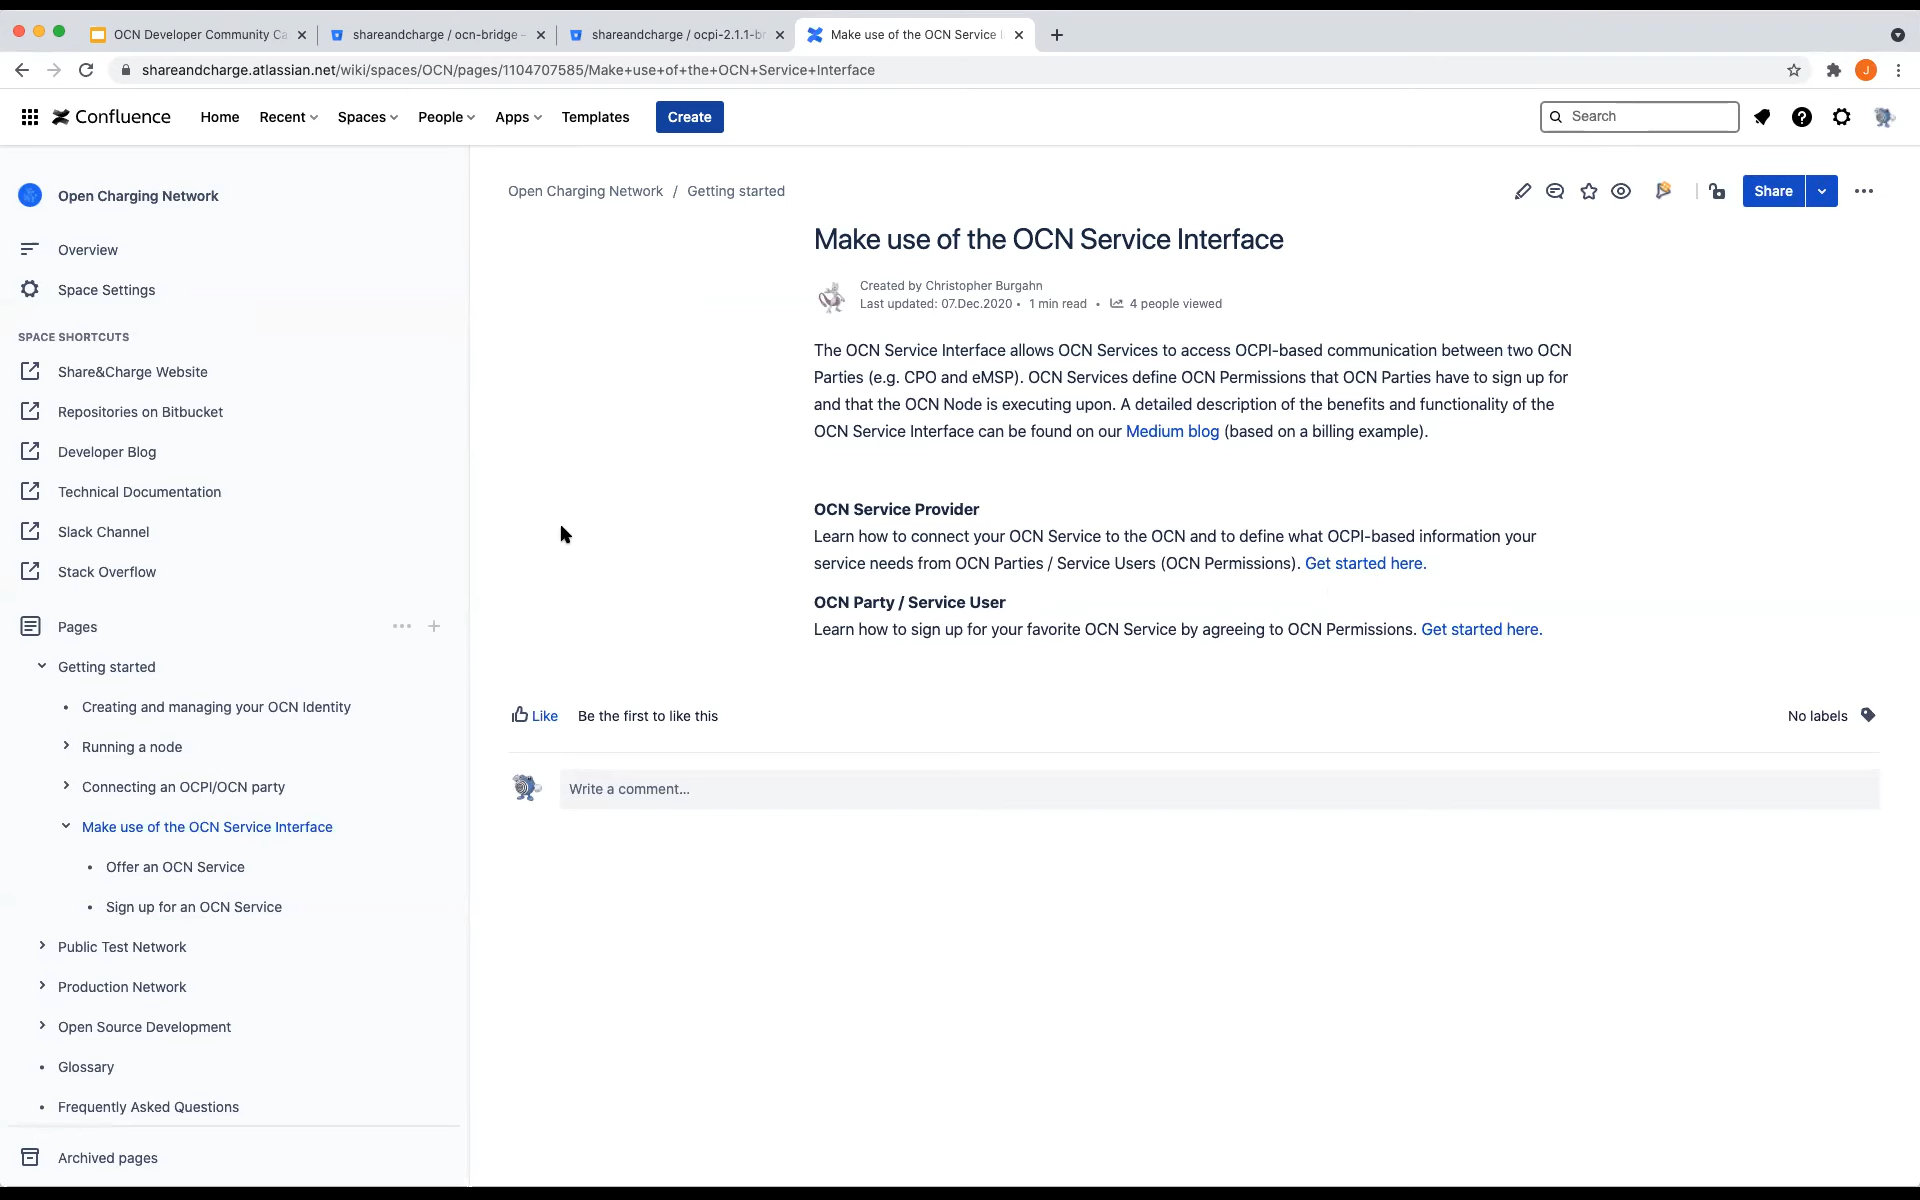 OCN Developer Community Ca
shareandcharge / ocn-bridge –
shareandcharge / ocpi-2.1.1-br
Make use of the OCN Service I
shareandcharge.atlassian.net/wiki/spaces/OCN/pages/1104707585/Make+use+of+the+OCN+Service+Interface
J
Confluence
Home
Recent
Spaces
People
Apps
Templates
Create
Search
Open Charging Network
Overview
Space Settings
SPACE SHORTCUTS
Share&Charge Website
Repositories on Bitbucket
Developer Blog
Technical Documentation
Slack Channel
Stack Overflow
Pages
Getting started
• Creating and managing your OCN Identity
Running a node
Connecting an OCPI/OCN party
Make use of the OCN Service Interface
• Offer an OCN Service
• Sign up for an OCN Service
Public Test Network
Production Network
Open Source Development
• Glossary
• Frequently Asked Questions
Archived pages
Open Charging Network / Getting started
Share
Make use of the OCN Service Interface
Created by Christopher Burgahn
Last updated: 07.Dec.2020 • 1 min read • 4 people viewed
The OCN Service Interface allows OCN Services to access OCPI-based communication between two OCN
Parties (e.g. CPO and eMSP). OCN Services define OCN Permissions that OCN Parties have to sign up for
and that the OCN Node is executing upon. A detailed description of the benefits and functionality of the
OCN Service Interface can be found on our Medium blog (based on a billing example).
OCN Service Provider
Learn how to connect your OCN Service to the OCN and to define what OCPI-based information your
service needs from OCN Parties / Service Users (OCN Permissions). Get started here.
OCN Party / Service User
Learn how to sign up for your favorite OCN Service by agreeing to OCN Permissions. Get started here.
Like Be the first to like this
No labels
Write a comment...